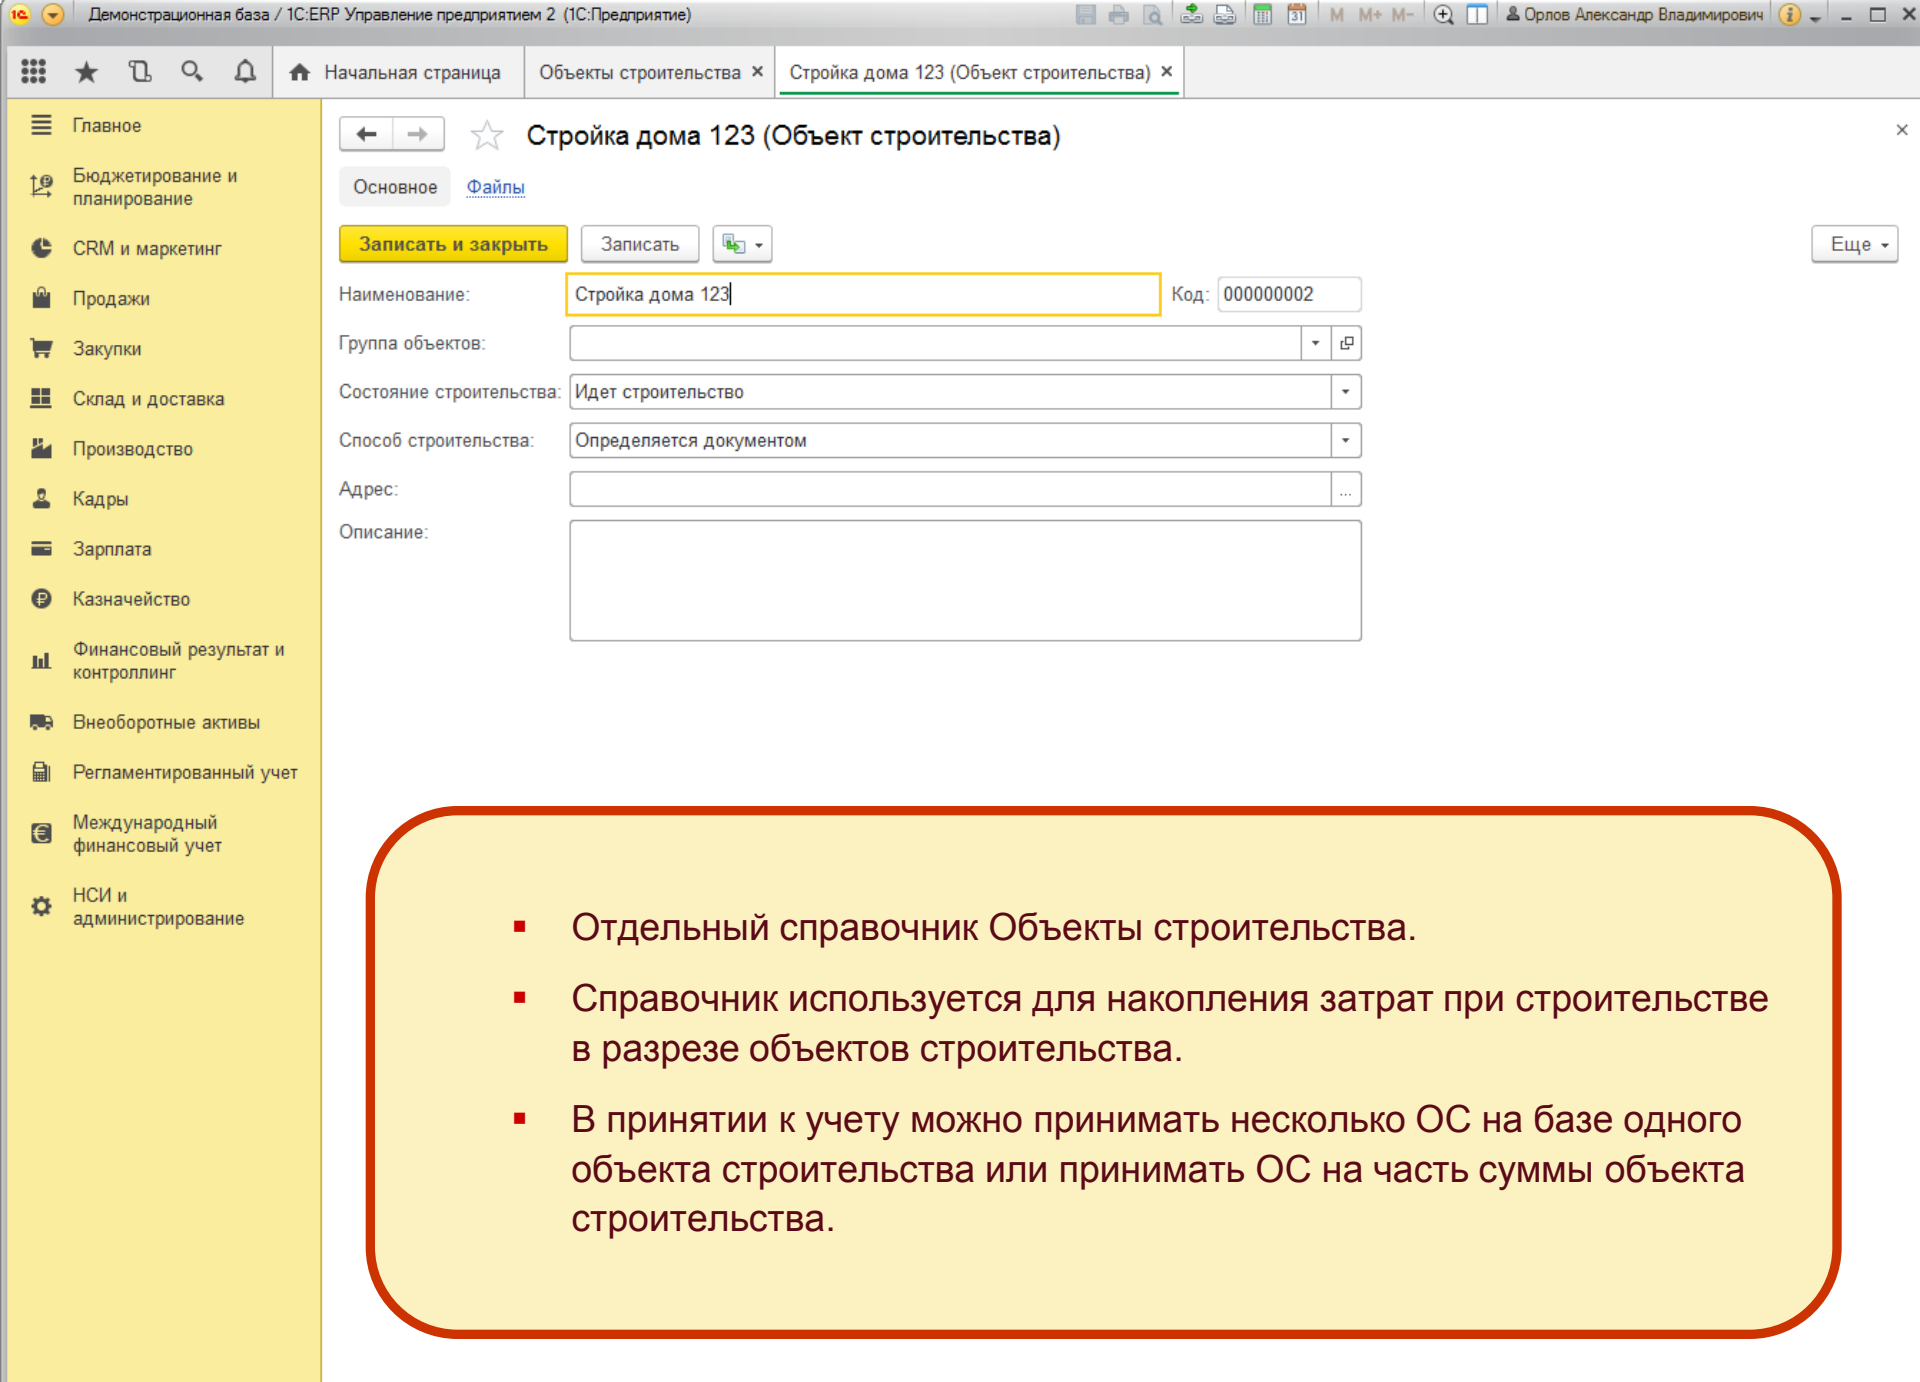 Демонстрационная база / 1С:ERP Управление предприятием 2 (1С:Предприятие)
M M+ M-
Орлов Александр Владимирович
Начальная страница
Объекты строительства ×
Стройка дома 123 (Объект строительства) ×
Главное
Бюджетирование и
планирование
CRM и маркетинг
Продажи
Закупки
Склад и доставка
Производство
Кадры
Зарплата
Казначейство
Финансовый результат и
контроллинг
Внеоборотные активы
Регламентированный учет
Международный
финансовый учет
НСИ и
администрирование
Стройка дома 123 (Объект строительства)
Основное Файлы
Записать и закрыть Записать Еще
Наименование: Стройка дома 123 Код: 000000002
Группа объектов:
Состояние строительства: Идет строительство
Способ строительства: Определяется документом
Адрес: ...
Описание:
Отдельный справочник Объекты строительства.
Справочник используется для накопления затрат при строительстве
в разрезе объектов строительства.
В принятии к учету можно принимать несколько ОС на базе одного
объекта строительства или принимать ОС на часть суммы объекта
строительства.